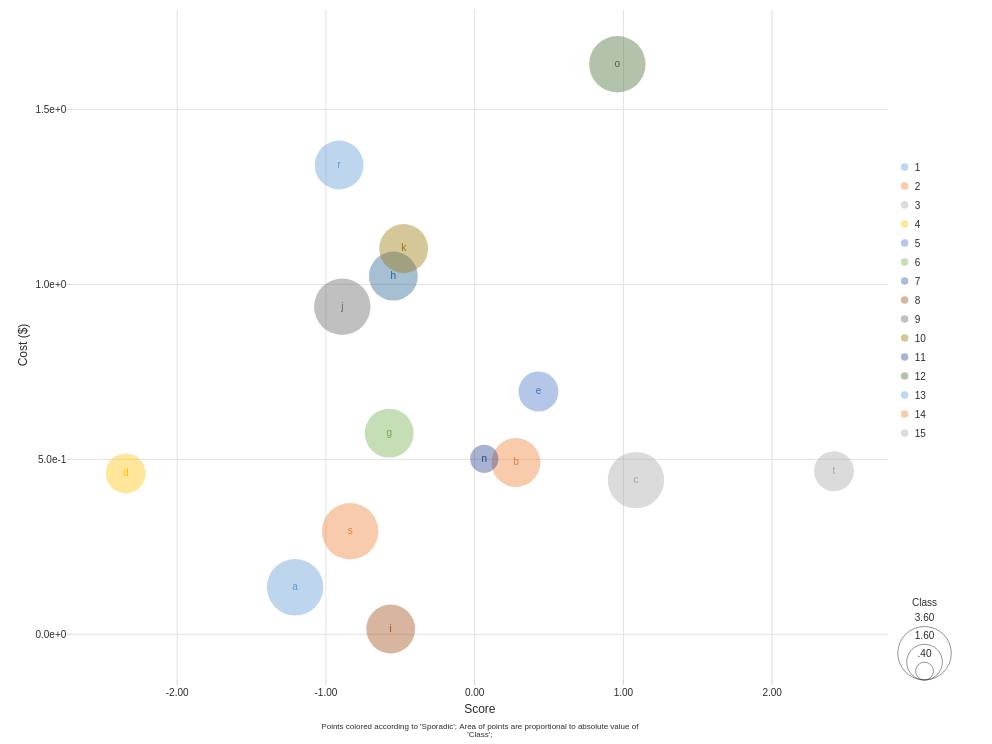 o
1.5e+0
r
k
h
1.0e+0
j
Cost ($)
e
g
5.0e-1
n
b
d
c
t
s
a
i
0.0e+0
-2.00
-1.00
0.00
1.00
2.00
Score
1
2
3
4
5
6
7
8
9
10
11
12
13
14
15
Class
3.60
1.60
.40
Points colored according to 'Sporadic'; Area of points are proportional to absolute value of
'Class';